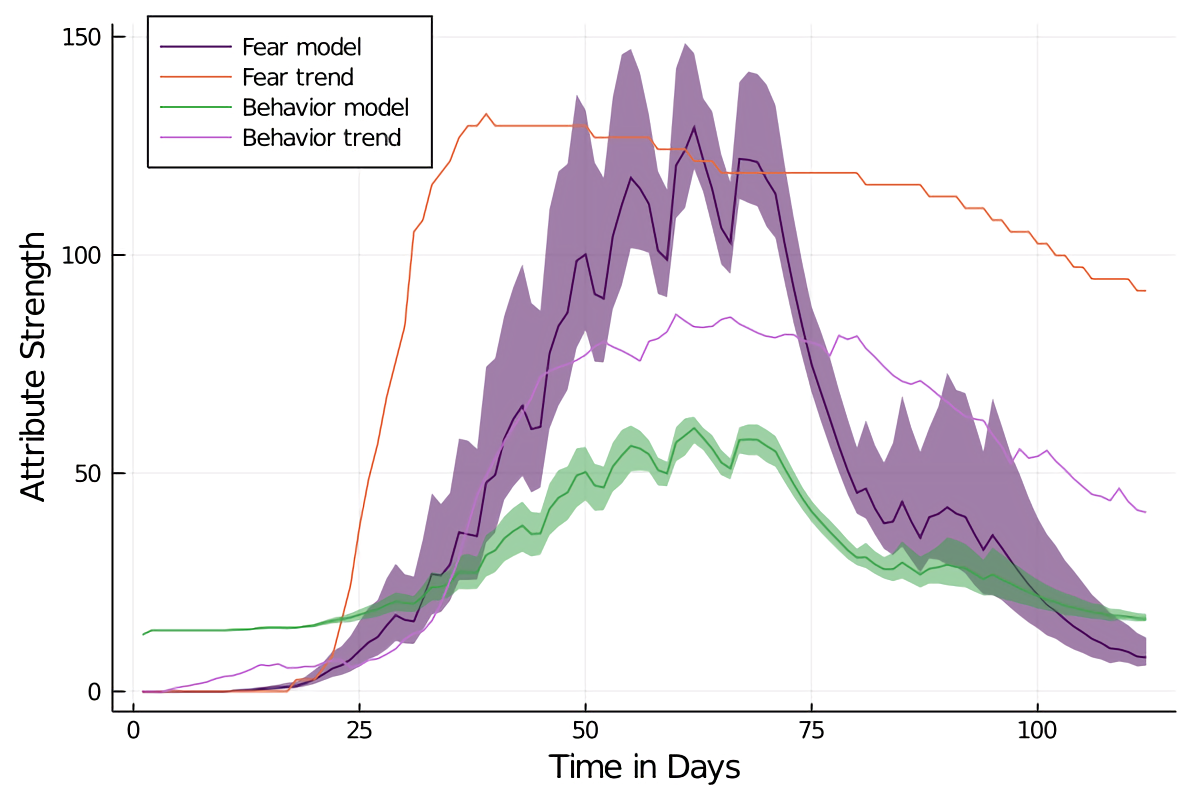 Fear model
Fear trend
Behavior model
Behavior trend
150
100
50
0
Attribute Strength
0 25 50 75 100
Time in Days